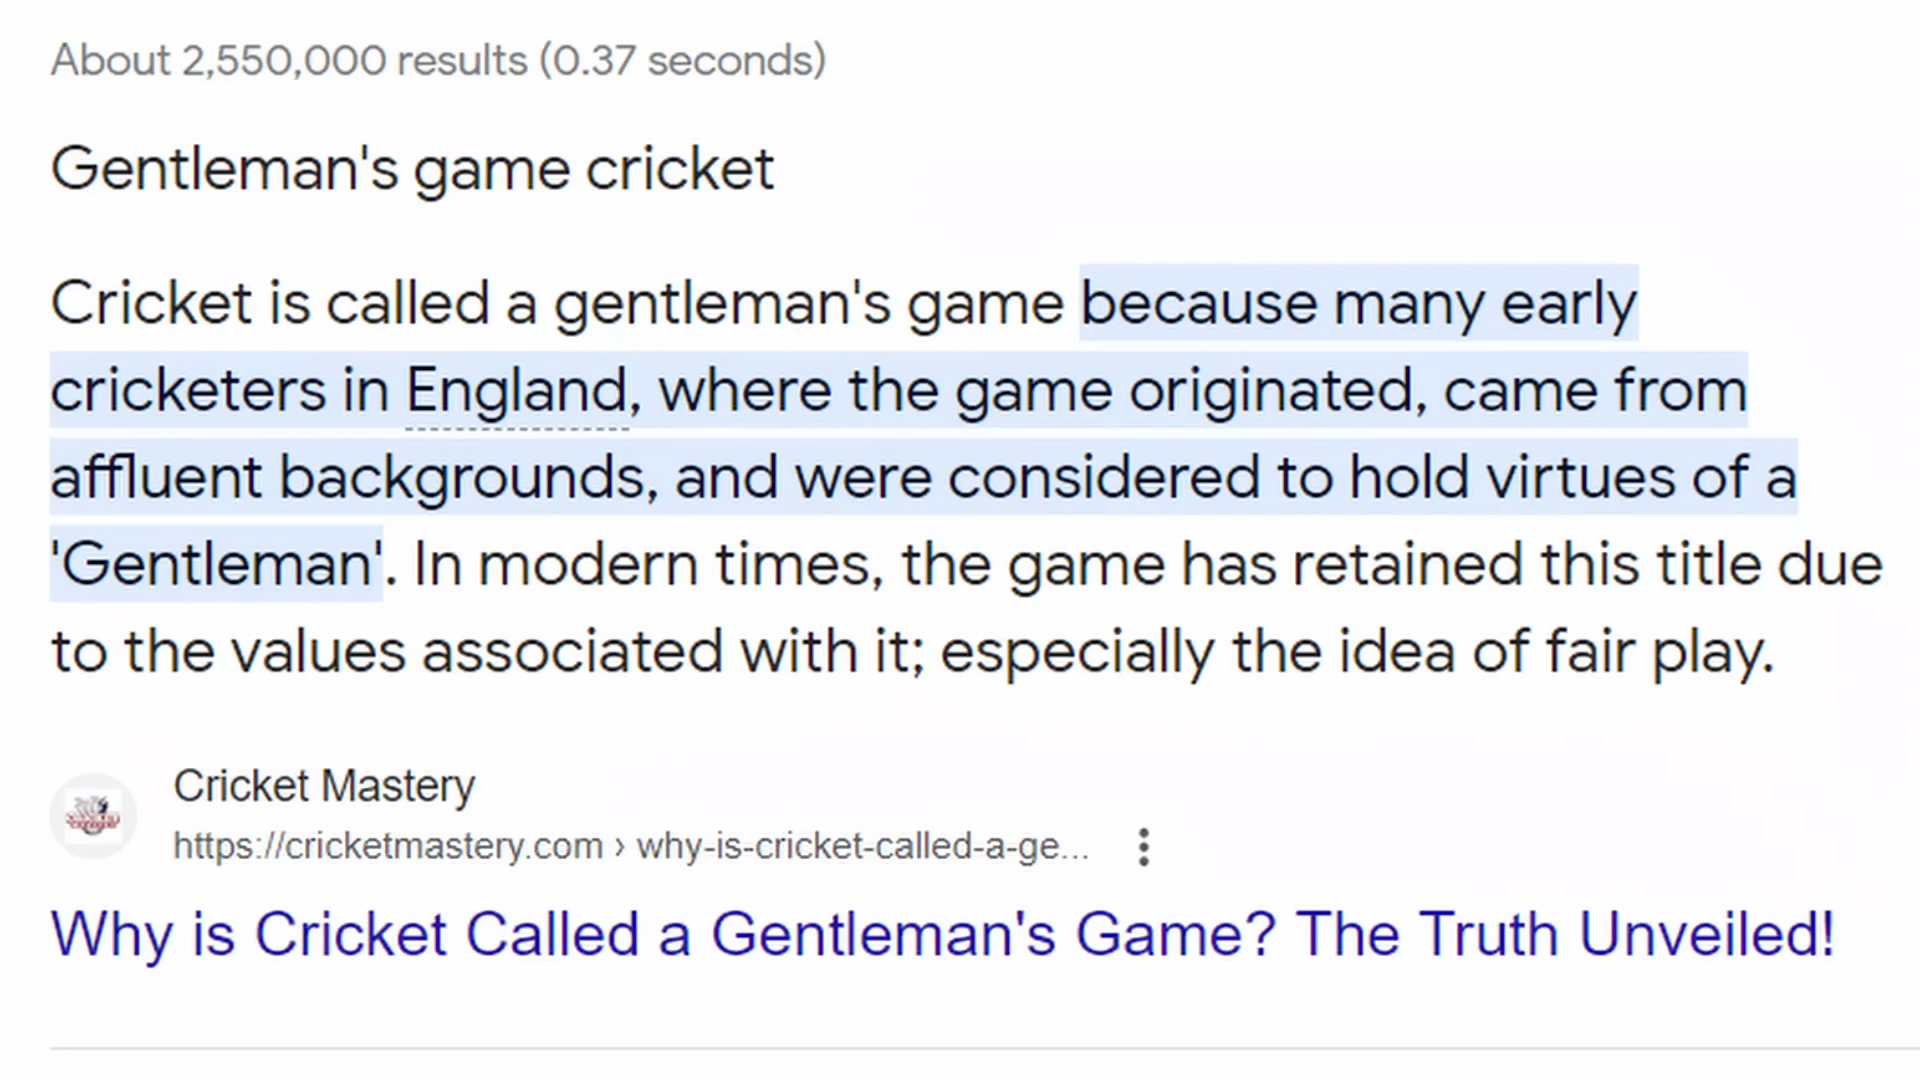 About 2,550,000 results (0.37 seconds)
Gentleman's game cricket
Cricket is called a gentleman's game because many early
cricketers in England, where the game originated, came from
affluent backgrounds, and were considered to hold virtues of a
'Gentleman'. In modern times, the game has retained this title due
to the values associated with it; especially the idea of fair play.
Cricket Mastery
https://cricketmastery.com › why-is-cricket-called-a-ge...
Why is Cricket Called a Gentleman's Game? The Truth Unveiled!